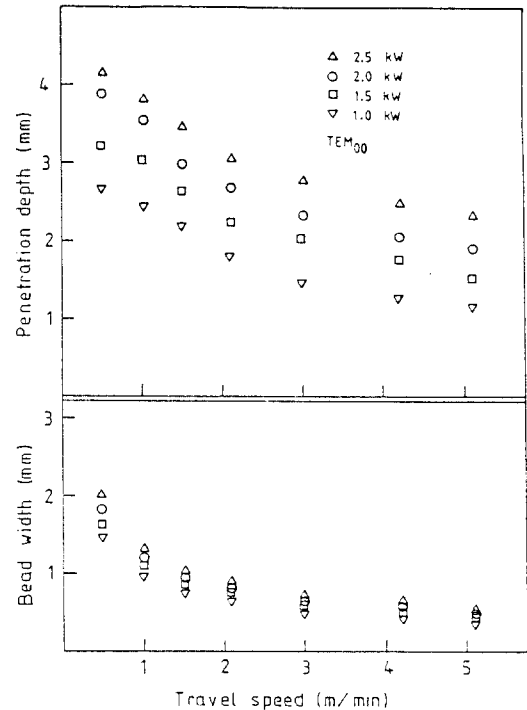 4
3
2
1
Penetration depth (mm)
△ 2.5 kW
○ 2.0 kW
□ 1.5 kW
▽ 1.0 kW
TEM₀₀
3
2
1
Bead width (mm)
1 2 3 4 5
Travel speed (m/min)